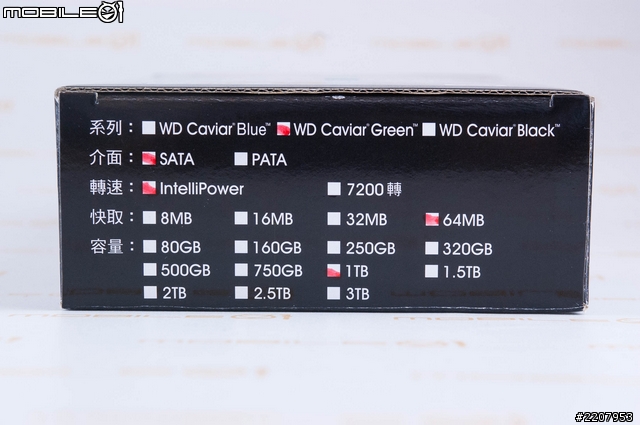 MOBILE01
系列：WD Caviar® Blue™ WD Caviar® Green™ WD Caviar® Black™
介面：SATA PATA
轉速：IntelliPower 7200 轉
快取：8MB 16MB 32MB 64MB
容量：80GB 160GB 250GB 320GB
500GB 750GB 1TB 1.5TB
2TB 2.5TB 3TB
#2207953